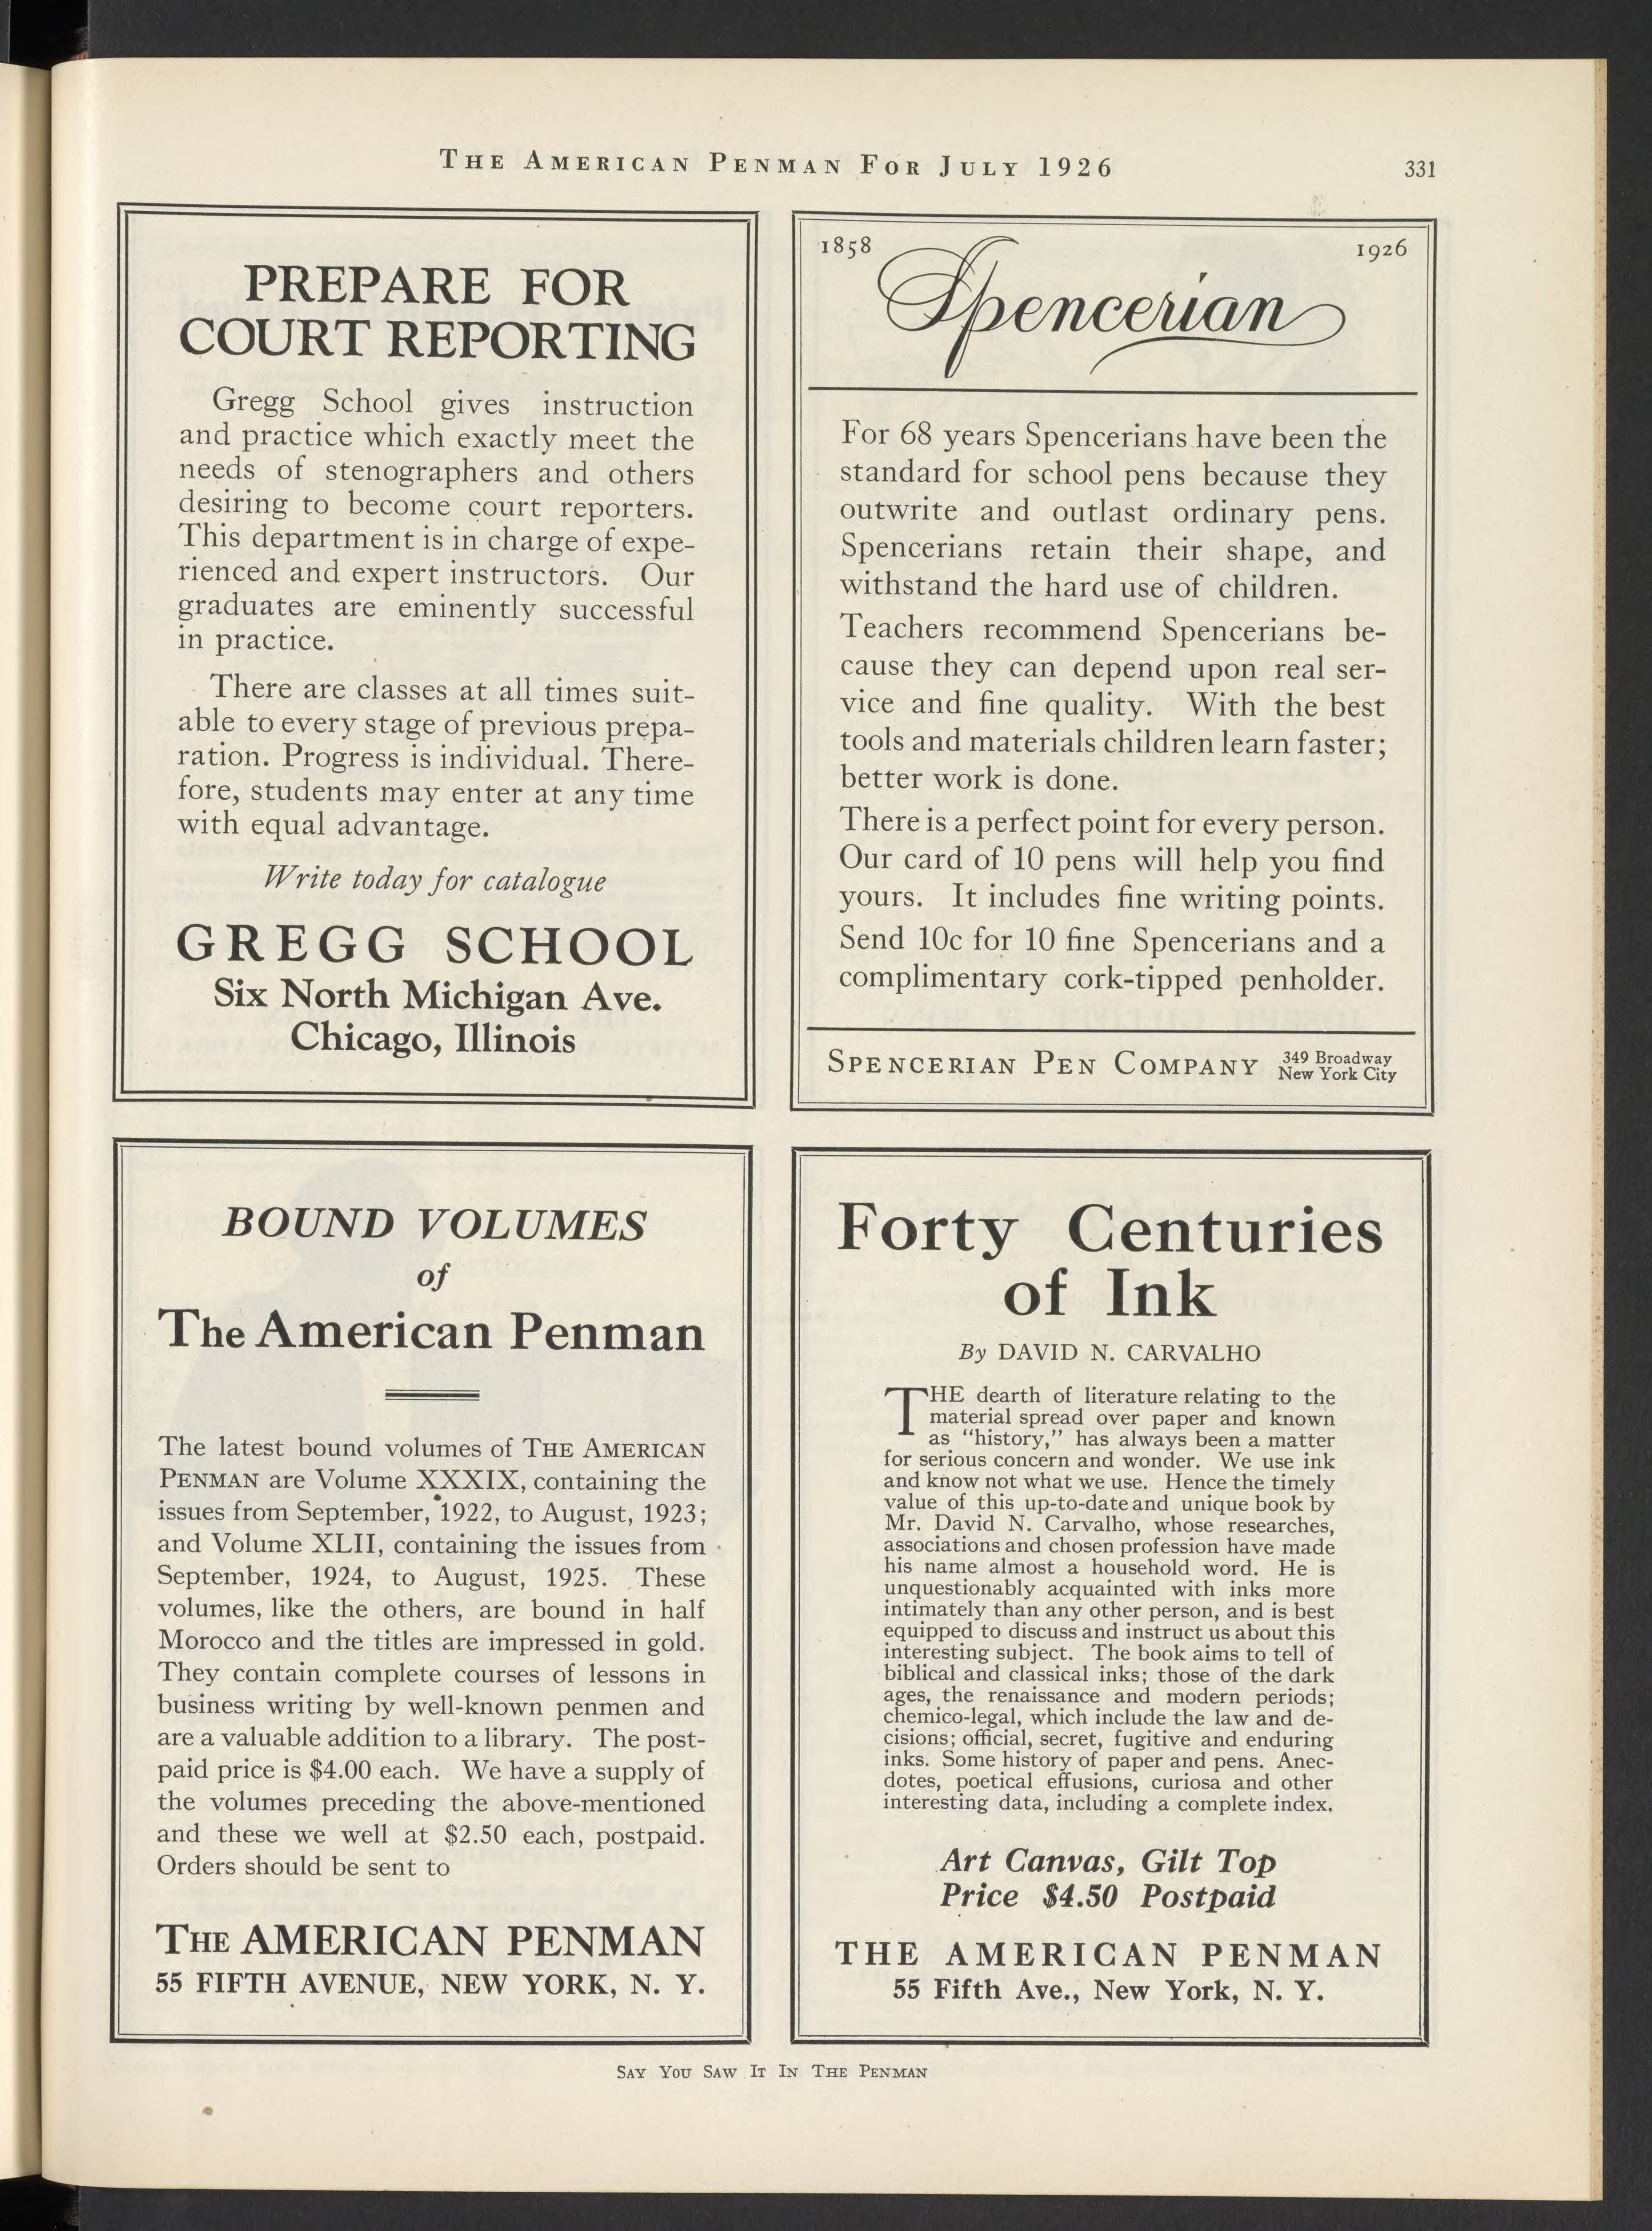 THE AMERICAN PENMAN FOR JULY 1926
331
PREPARE FOR
COURT REPORTING
Gregg School gives instruction
and practice which exactly meet the
needs of stenographers and others
desiring to become court reporters.
This department is in charge of expe-
rienced and expert instructors. Our
graduates are eminently successful
in practice.
There are classes at all times suit-
able to every stage of previous prepa-
ration. Progress is individual. There-
fore, students may enter at any time
with equal advantage.
Write today for catalogue
GREGG SCHOOL
Six North Michigan Ave.
Chicago, Illinois
1858
1926
Spencerian
For 68 years Spencerians have been the
standard for school pens because they
outwrite and outlast ordinary pens.
Spencerians retain their shape, and
withstand the hard use of children.
Teachers recommend Spencerians be-
cause they can depend upon real ser-
vice and fine quality. With the best
tools and materials children learn faster;
better work is done.
There is a perfect point for every person.
Our card of 10 pens will help you find
yours. It includes fine writing points.
Send 10c for 10 fine Spencerians and a
complimentary cork-tipped penholder.
SPENCERIAN PEN COMPANY
349 Broadway
New York City
BOUND VOLUMES
of
The American Penman
The latest bound volumes of THE AMERICAN
PENMAN are Volume XXXIX, containing the
issues from September, 1922, to August, 1923;
and Volume XLII, containing the issues from
September, 1924, to August, 1925. These
volumes, like the others, are bound in half
Morocco and the titles are impressed in gold.
They contain complete courses of lessons in
business writing by well-known penmen and
are a valuable addition to a library. The post-
paid price is $4.00 each. We have a supply of
the volumes preceding the above-mentioned
and these we well at $2.50 each, postpaid.
Orders should be sent to
THE AMERICAN PENMAN
55 FIFTH AVENUE, NEW YORK, N. Y.
Forty Centuries
of Ink
By DAVID N. CARVALHO
THE dearth of literature relating to the
material spread over paper and known
as "history," has always been a matter
for serious concern and wonder. We use ink
and know not what we use. Hence the timely
value of this up-to-date and unique book by
Mr. David N. Carvalho, whose researches,
associations and chosen profession have made
his name almost a household word. He is
unquestionably acquainted with inks more
intimately than any other person, and is best
equipped to discuss and instruct us about this
interesting subject. The book aims to tell of
biblical and classical inks; those of the dark
ages, the renaissance and modern periods;
chemico-legal, which include the law and de-
cisions; official, secret, fugitive and enduring
inks. Some history of paper and pens. Anec-
dotes, poetical effusions, curiosa and other
interesting data, including a complete index.
Art Canvas, Gilt Top
Price $4.50 Postpaid
THE AMERICAN PENMAN
55 Fifth Ave., New York, N. Y.
SAY YOU SAW IT IN THE PENMAN